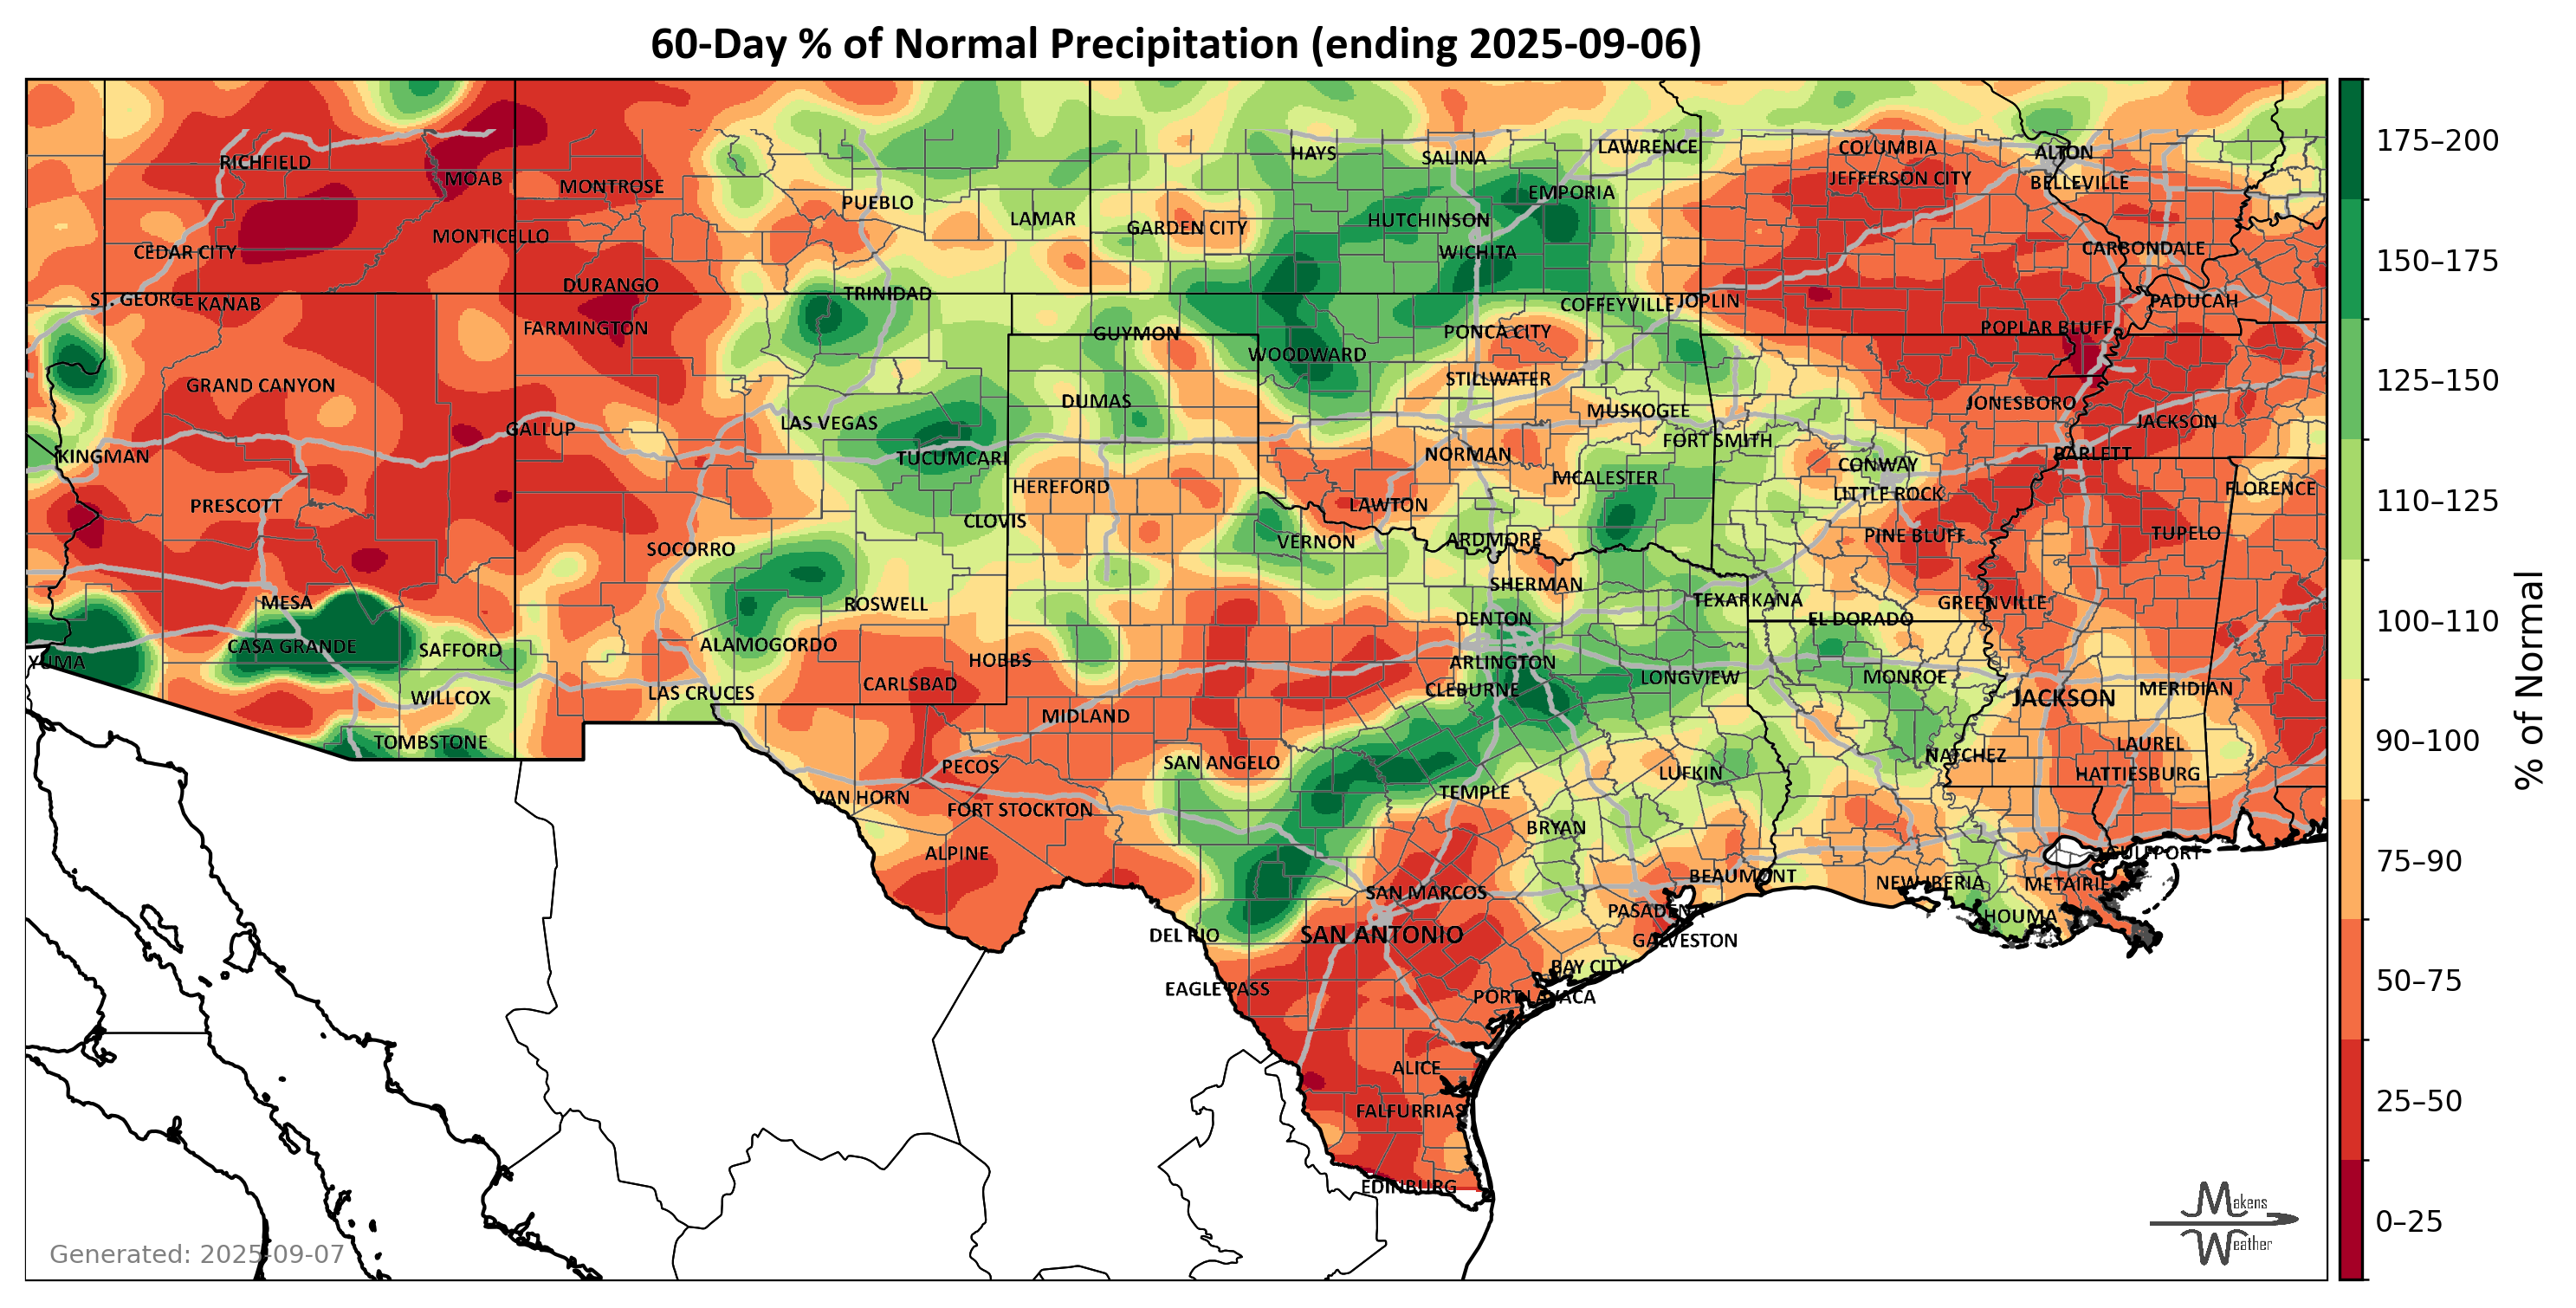 60-Day % of Normal Precipitation (ending 2025-09-06)
HAYS
SALINA
LAWRENCE
COLUMBIA
ALTON
RICHFIELD
MOAB
MONTROSE
JEFFERSON CITY
BELLEVILLE
PUEBLO
EMPORIA
LAMAR
GARDEN CITY
HUTCHINSON
MONTICELLO
CEDAR CITY
WICHITA
CARBONDALE
DURANGO
TRINIDAD
ST. GEORGE
KANAB
COFFEYVILLE
JOPLIN
PADUCAH
FARMINGTON
GUYMON
PONCA CITY
POPLAR BLUFF
WOODWARD
GRAND CANYON
STILLWATER
DUMAS
MUSKOGEE
JONESBORO
LAS VEGAS
JACKSON
GALLUP
FORT SMITH
KINGMAN
TUCUMCARI
NORMAN
BARLETT
CONWAY
HEREFORD
MCALESTER
LITTLE ROCK
FLORENCE
PRESCOTT
LAWTON
CLOVIS
PINE BLUFF
TUPELO
SOCORRO
VERNON
ARDMORE
SHERMAN
MESA
ROSWELL
TEXARKANA
GREENVILLE
DENTON
EL DORADO
CASA GRANDE
SAFFORD
ALAMOGORDO
HOBBS
YUMA
ARLINGTON
CARLSBAD
CLEBURNE
LONGVIEW
MONROE
LAS CRUCES
WILLCOX
JACKSON
MERIDIAN
MIDLAND
TOMBSTONE
LAUREL
NATCHEZ
PECOS
SAN ANGELO
LUFKIN
HATTIESBURG
VAN HORN
TEMPLE
FORT STOCKTON
BRYAN
ALPINE
GULFPORT
BEAUMONT
NEW IBERIA
METAIRIE
SAN MARCOS
PASADENA
HOUMA
DEL RIO
SAN ANTONIO
GALVESTON
BAY CITY
EAGLE PASS
PORT LAVACA
ALICE
FALFURRIAS
EDINBURG
175–200
150–175
125–150
110–125
100–110
90–100
75–90
50–75
25–50
0–25
% of Normal
Generated: 2025-09-07
Makens
Weather